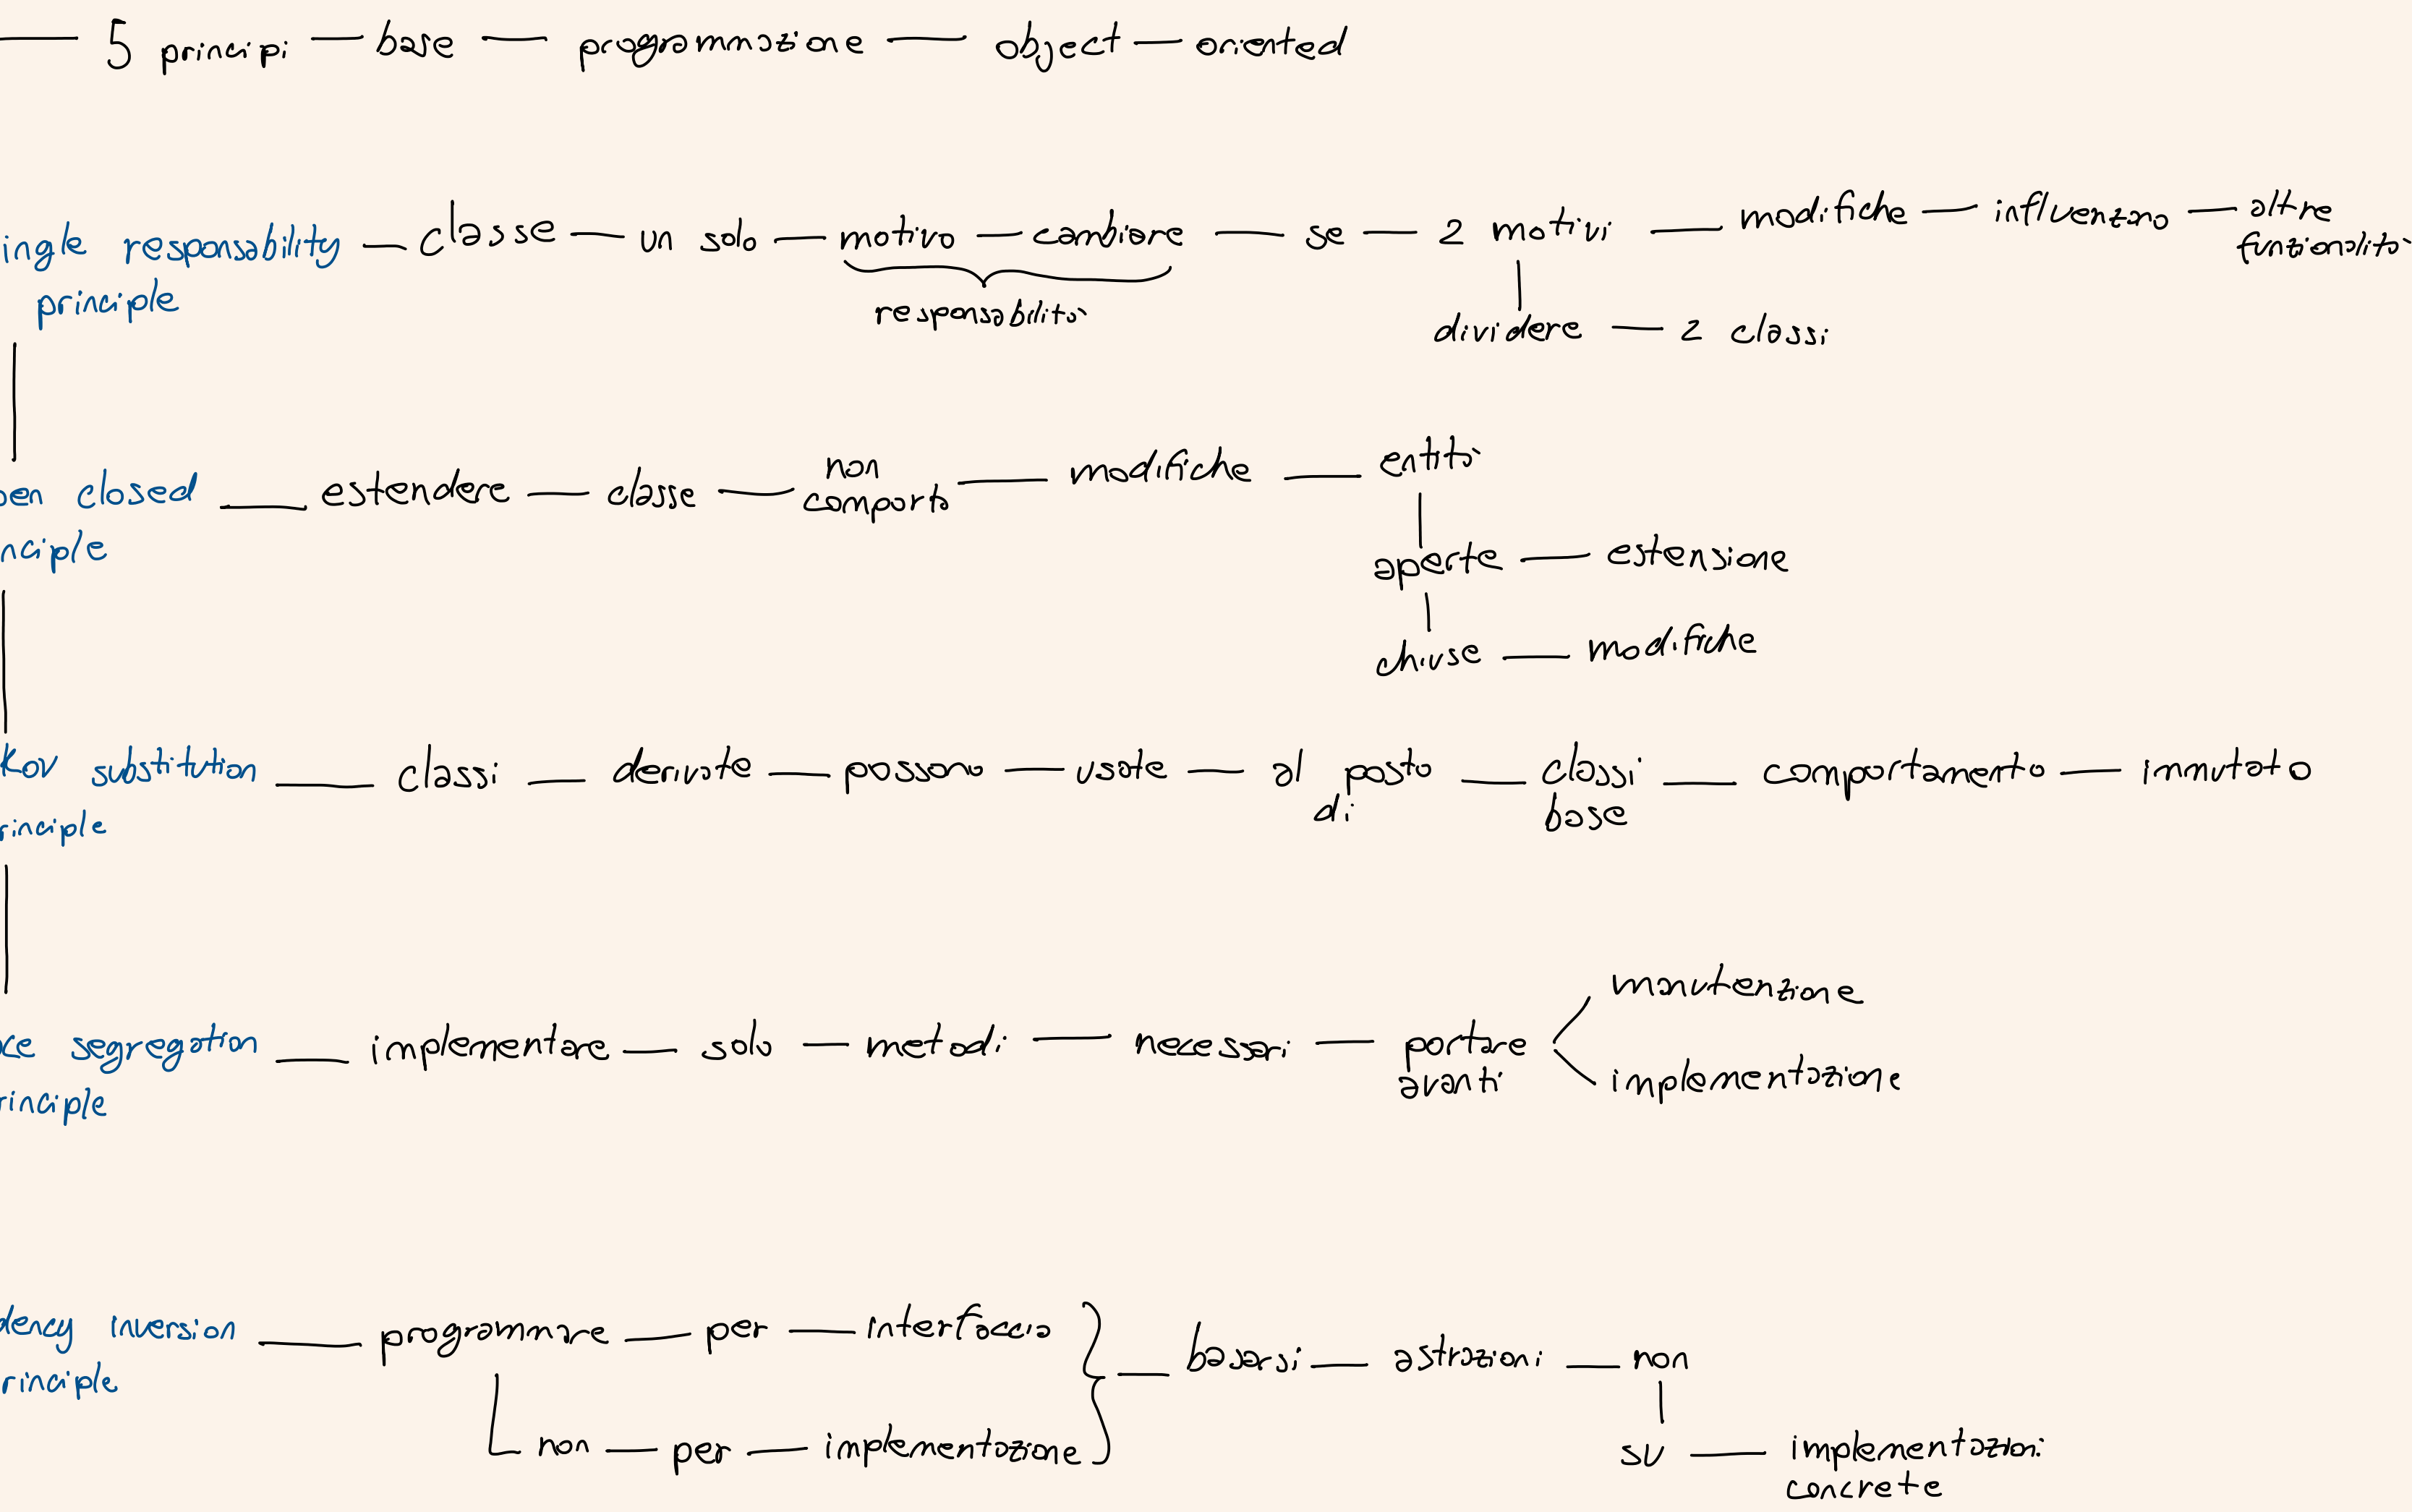 5 principi — base — programmazione — object — oriented
ingle responsability — classe — un solo — motivo — cambiare — se — 2 motivi — modifiche — influenzano — altre
funzionalità
principle
responsabilità
dividere — 2 classi
pen closed — estendere — classe — non comporta — modifiche — entità
nciple
aperte — estensione
chiuse — modifiche
kov substitution — classi — derivate — possono — usate — al posto di — classi base — comportamento — immutato
rinciple
ace segregation — implementare — solo — metodi — necessari — portare avanti
manutenzione
implementazione
rinciple
dency inversion — programmare — per — interfaccia
rinciple
non — per — implementazione
basarsi — astrazioni — non
su — implementazioni
concrete